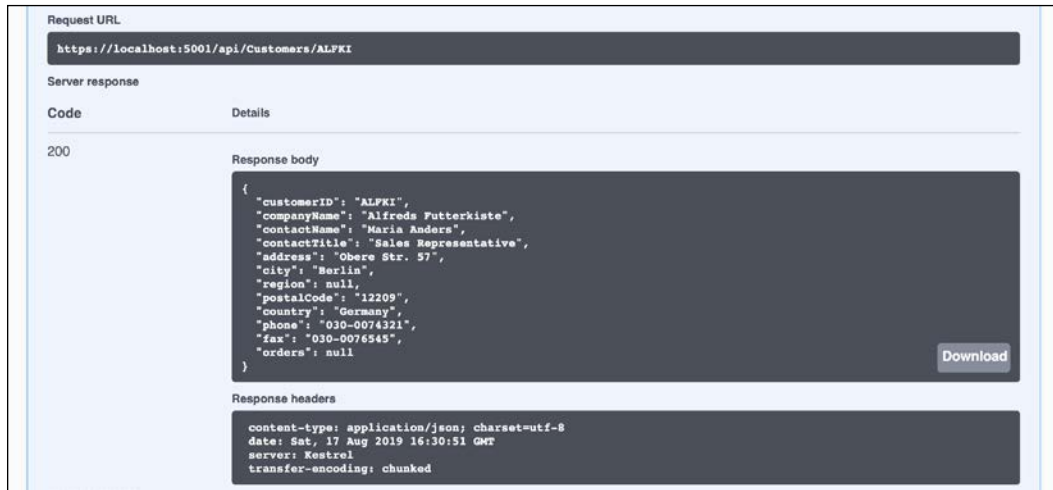 Request URL
https://localhost:5001/api/Customers/ALFKI
Server response
Code Details
200
Response body
{
"customerID": "ALFKI",
"companyName": "Alfreds Futterkiste",
"contactName": "Maria Anders",
"contactTitle": "Sales Representative",
"address": "Obere Str. 57",
"city": "Berlin",
"region": null,
"postalCode": "12209",
"country": "Germany",
"phone": "030-0074321",
"fax": "030-0076545",
"orders": null
}
Download
Response headers
content-type: application/json; charset=utf-8
date: Sat, 17 Aug 2019 16:30:51 GMT
server: Kestrel
transfer-encoding: chunked